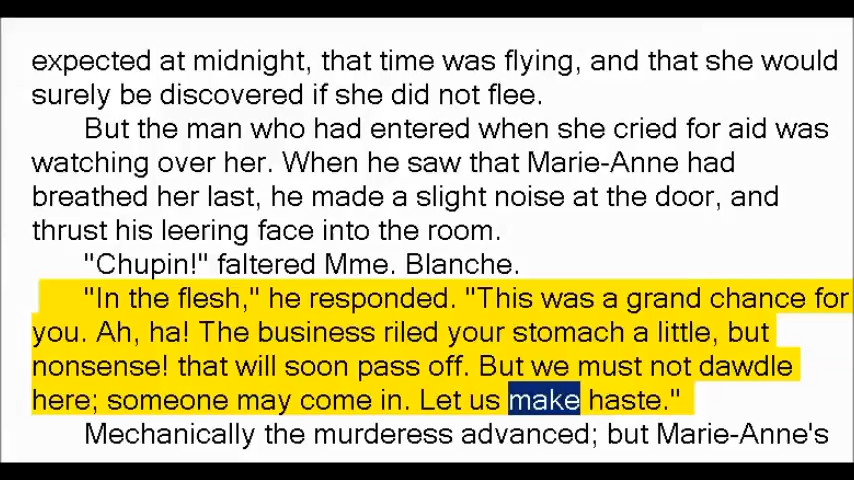 expected at midnight, that time was flying, and that she would
surely be discovered if she did not flee.
But the man who had entered when she cried for aid was
watching over her. When he saw that Marie-Anne had
breathed her last, he made a slight noise at the door, and
thrust his leering face into the room.
"Chupin!" faltered Mme. Blanche.
"In the flesh," he responded. "This was a grand chance for
you. Ah, ha! The business riled your stomach a little, but
nonsense! that will soon pass off. But we must not dawdle
here; someone may come in. Let us make haste."
Mechanically the murderess advanced; but Marie-Anne's